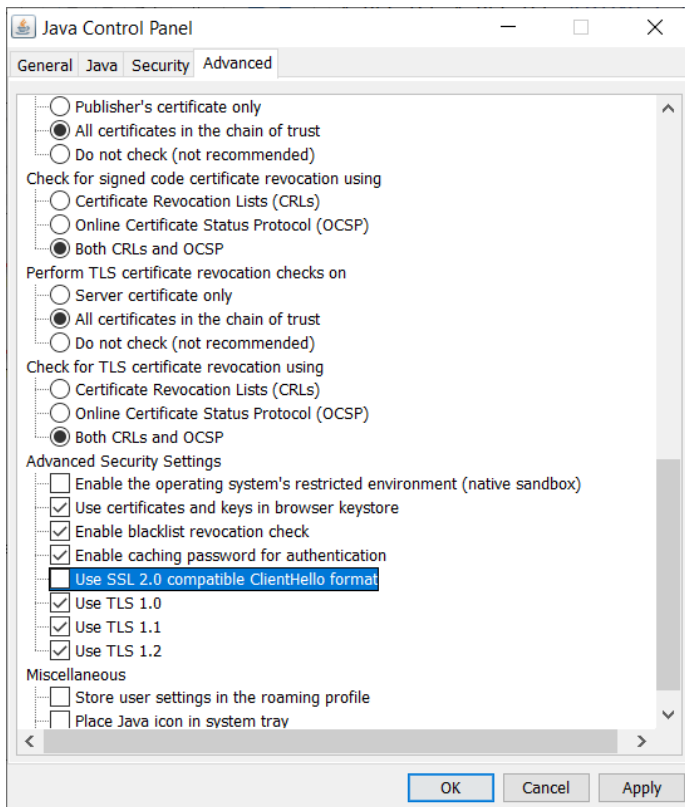 Java Control Panel
General Java Security Advanced
Publisher's certificate only
All certificates in the chain of trust
Do not check (not recommended)
Check for signed code certificate revocation using
Certificate Revocation Lists (CRLs)
Online Certificate Status Protocol (OCSP)
Both CRLs and OCSP
Perform TLS certificate revocation checks on
Server certificate only
All certificates in the chain of trust
Do not check (not recommended)
Check for TLS certificate revocation using
Certificate Revocation Lists (CRLs)
Online Certificate Status Protocol (OCSP)
Both CRLs and OCSP
Advanced Security Settings
Enable the operating system's restricted environment (native sandbox)
Use certificates and keys in browser keystore
Enable blacklist revocation check
Enable caching password for authentication
Use SSL 2.0 compatible ClientHello format
Use TLS 1.0
Use TLS 1.1
Use TLS 1.2
Miscellaneous
Store user settings in the roaming profile
Place Java icon in system tray
OK Cancel Apply